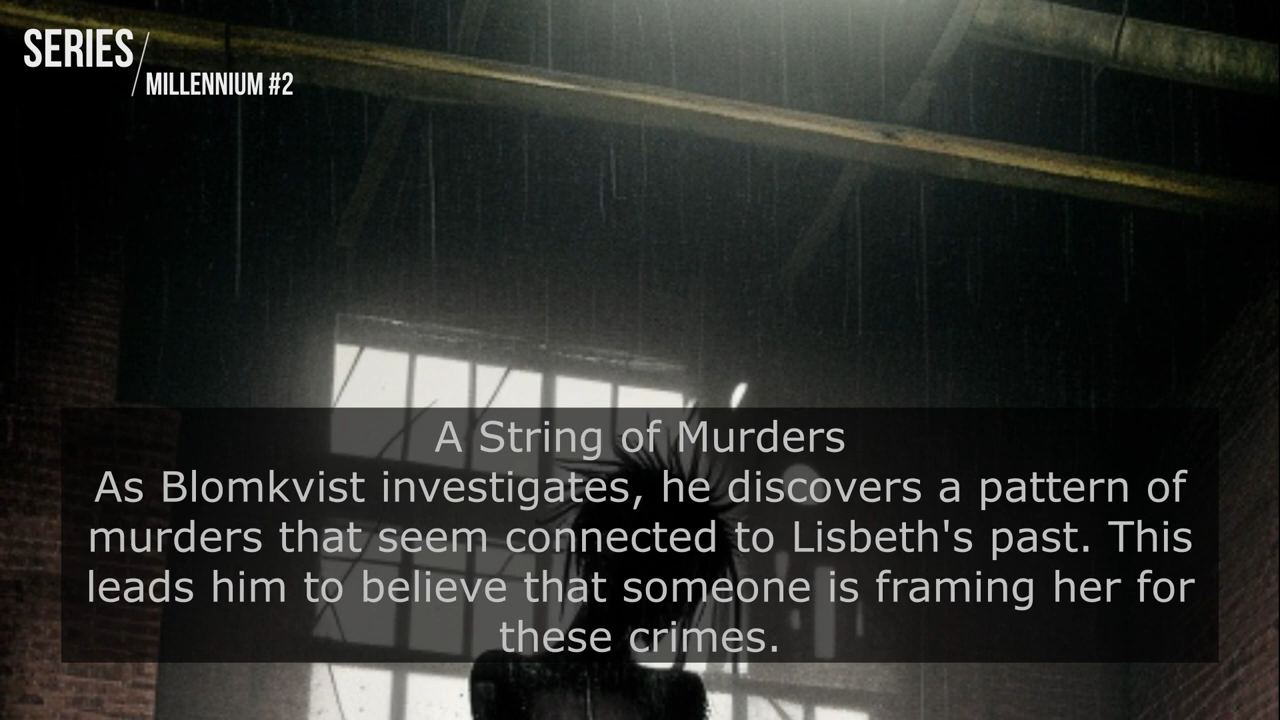 SERIES
MILLENNIUM #2
A String of Murders
As Blomkvist investigates, he discovers a pattern of
murders that seem connected to Lisbeth's past. This
leads him to believe that someone is framing her for
these crimes.